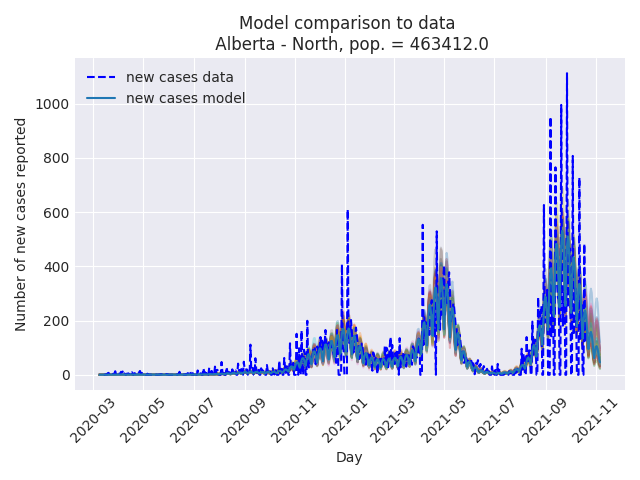 Model comparison to data
Alberta - North, pop. = 463412.0
new cases data
new cases model
Number of new cases reported
1000
800
600
400
200
0
2020-03
2020-05
2020-07
2020-09
2020-11
2021-01
2021-03
2021-05
2021-07
2021-09
2021-11
Day